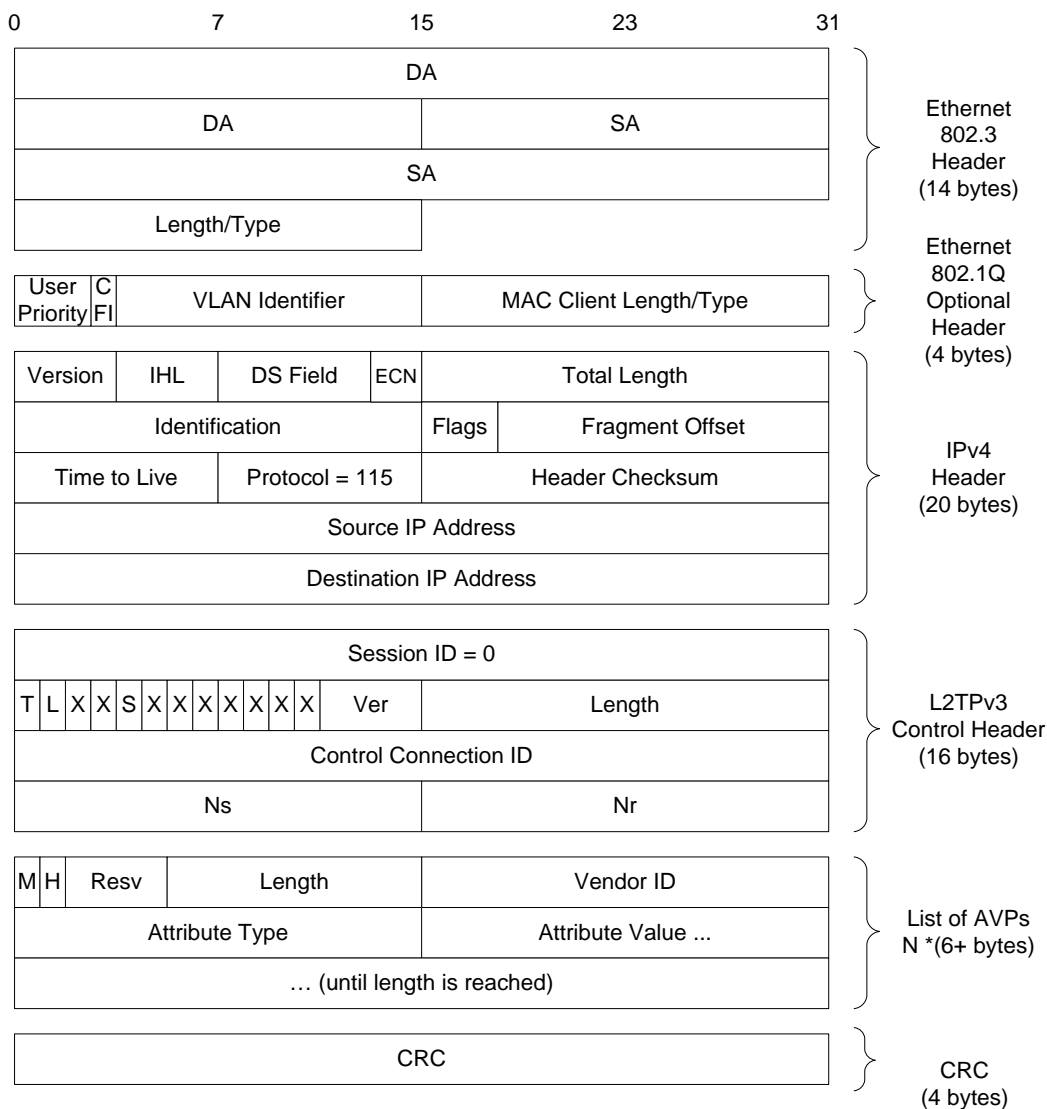 0 7 15 23 31
DA
DA SA
SA
Length/Type
Ethernet
802.3
Header
(14 bytes)
User
Priority
C
FI
VLAN Identifier MAC Client Length/Type
Ethernet
802.1Q
Optional
Header
(4 bytes)
Version IHL DS Field ECN Total Length
Identification Flags Fragment Offset
Time to Live Protocol = 115 Header Checksum
Source IP Address
Destination IP Address
IPv4
Header
(20 bytes)
Session ID = 0
T L X X S X X X X X X X Ver Length
Control Connection ID
Ns Nr
L2TPv3
Control Header
(16 bytes)
M H Resv Length Vendor ID
Attribute Type Attribute Value ...
… (until length is reached)
List of AVPs
N *(6+ bytes)
CRC
CRC
(4 bytes)